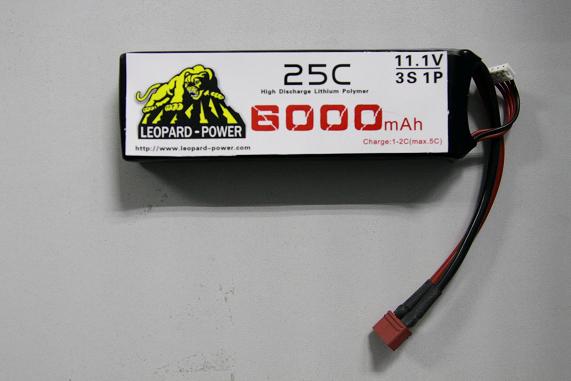 25C
High Discharge Lithium Polymer
11.1V
3S 1P
LEOPARD-POWER
6000mAh
http://www.leopard-power.com
Charge:1-2C(max.5C)